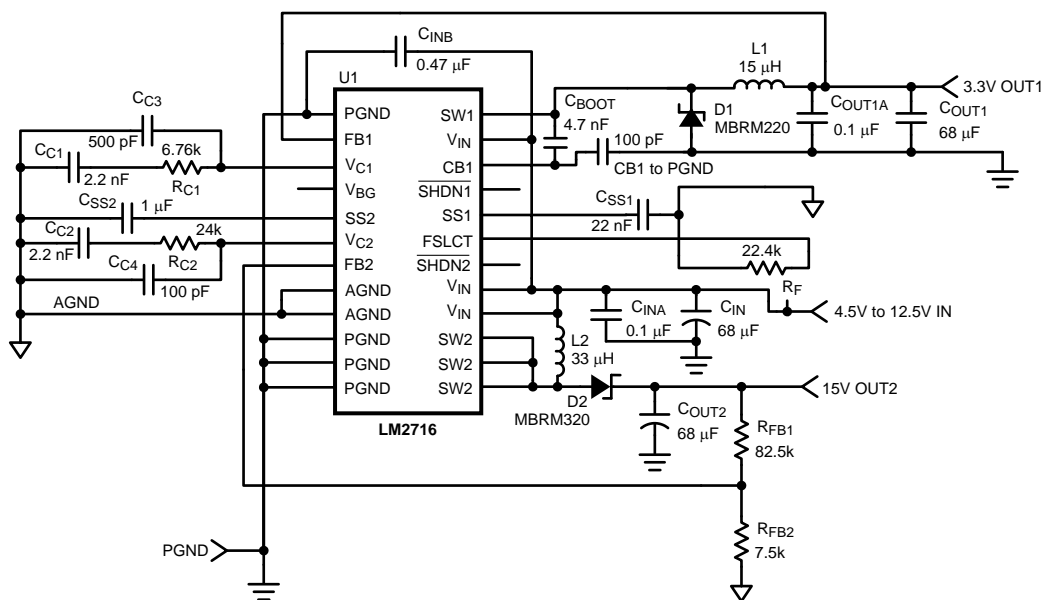 CINB
0.47 µF
U1
L1
15 µH
3.3V OUT1
CBOOT
4.7 nF
100 pF
CB1 to PGND
D1
MBRM220
COUT1A
0.1 µF
COUT1
68 µF
CC3
500 pF
CC1
2.2 nF
6.76k
RC1
CSS2
1 µF
CC2
2.2 nF
24k
RC2
CC4
100 pF
AGND
PGND
FB1
VC1
VBG
SS2
VC2
FB2
AGND
AGND
PGND
PGND
PGND
SW1
VIN
CB1
SHDN1
SS1
FSLCT
SHDN2
VIN
VIN
SW2
SW2
SW2
LM2716
CSS1
22 nF
22.4k
RF
4.5V to 12.5V IN
CINA
0.1 µF
CIN
68 µF
L2
33 µH
D2
MBRM320
15V OUT2
COUT2
68 µF
RFB1
82.5k
RFB2
7.5k
PGND